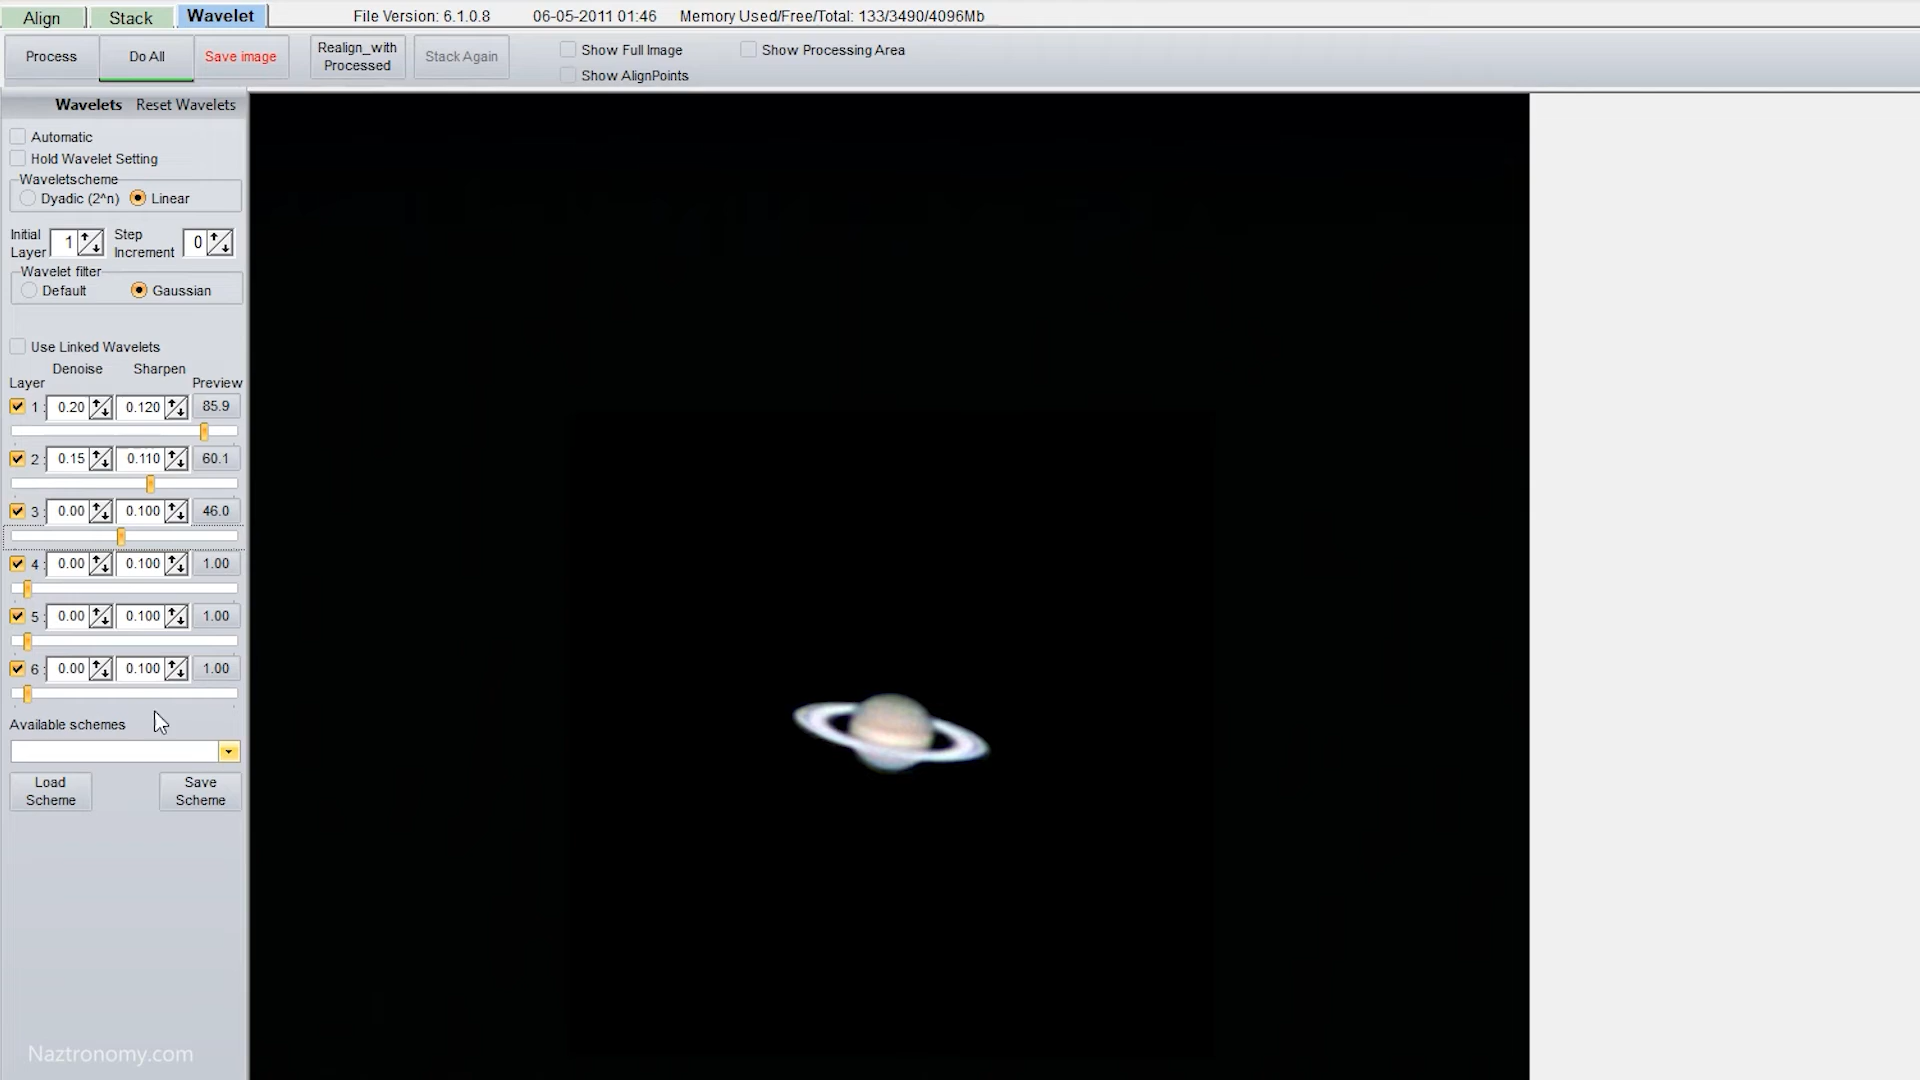 Align Stack Wavelet File Version: 6.1.0.8 06-05-2011 01:46 Memory Used/Free/Total: 133/3490/4096Mb
Process Do All Save image Realign_with Processed Stack Again Show Full Image Show Processing Area
Show AlignPoints
Wavelets Reset Wavelets
Automatic
Hold Wavelet Setting
Waveletscheme
Dyadic (2^n) Linear
Initial Layer 1 Step Increment 0
Wavelet filter
Default Gaussian
Use Linked Wavelets
Denoise Sharpen
Layer Preview
1 : 0.20 0.120 85.9
2 : 0.15 0.110 60.1
3 : 0.00 0.100 46.0
4 : 0.00 0.100 1.00
5 : 0.00 0.100 1.00
6 : 0.00 0.100 1.00
Available schemes
Load Scheme Save Scheme
Naztronomy.com